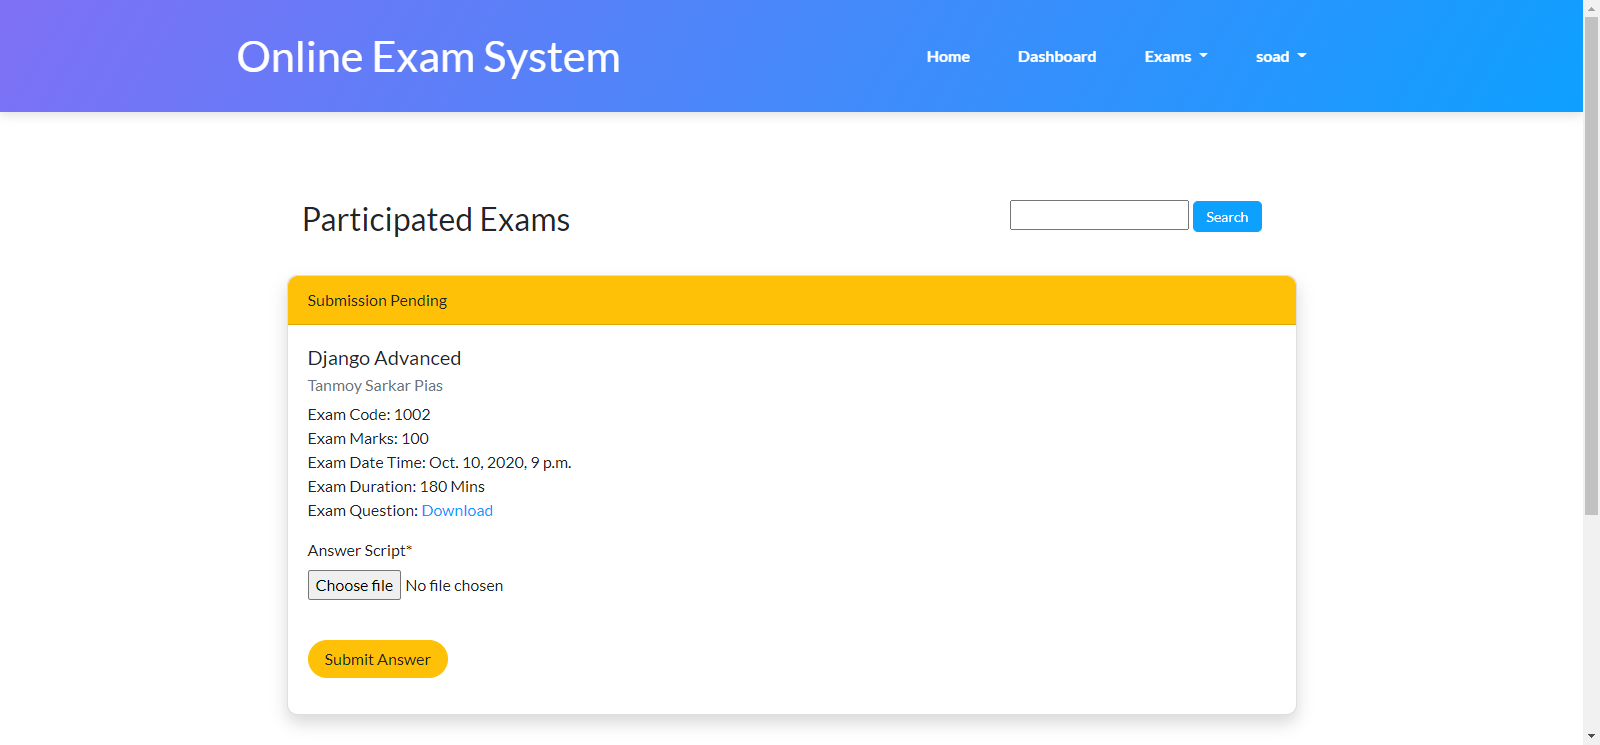 Online Exam System
Home
Dashboard
Exams
soad
Participated Exams
Search
Submission Pending
Django Advanced
Tanmoy Sarkar Pias
Exam Code: 1002
Exam Marks: 100
Exam Date Time: Oct. 10, 2020, 9 p.m.
Exam Duration: 180 Mins
Exam Question: Download
Answer Script*
Choose file No file chosen
Submit Answer